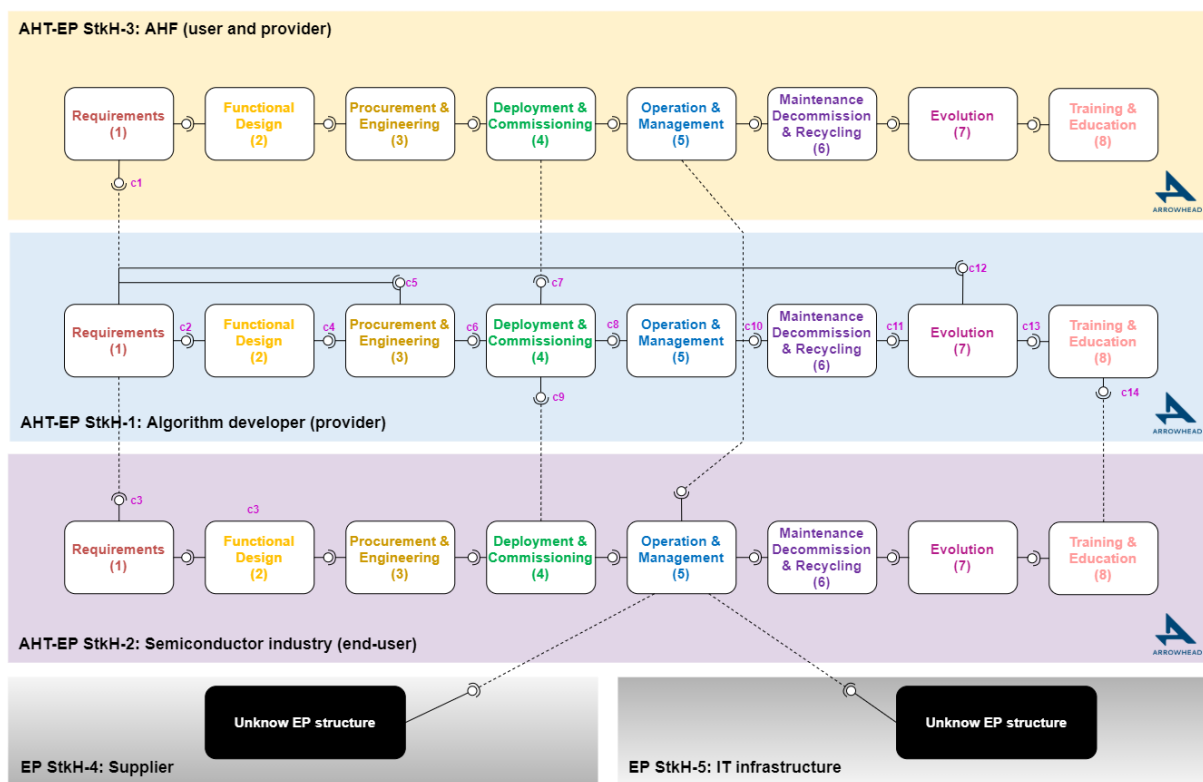 AHT-EP StkH-3: AHF (user and provider)
Requirements
(1)
Functional
Design
(2)
Procurement &
Engineering
(3)
Deployment &
Commissioning
(4)
Operation &
Management
(5)
Maintenance
Decommission
& Recycling
(6)
Evolution
(7)
Training &
Education
(8)
c1
ARROWHEAD
c12
c5
c7
Requirements
(1)
c2
Functional
Design
(2)
c4
Procurement &
Engineering
(3)
c6
Deployment &
Commissioning
(4)
c8
Operation &
Management
(5)
c10
Maintenance
Decommission
& Recycling
(6)
c11
Evolution
(7)
c13
Training &
Education
(8)
c9
c14
AHT-EP StkH-1: Algorithm developer (provider)
ARROWHEAD
c3
c3
Requirements
(1)
Functional
Design
(2)
Procurement &
Engineering
(3)
Deployment &
Commissioning
(4)
Operation &
Management
(5)
Maintenance
Decommission
& Recycling
(6)
Evolution
(7)
Training &
Education
(8)
AHT-EP StkH-2: Semiconductor industry (end-user)
ARROWHEAD
Unknow EP structure
Unknow EP structure
EP StkH-4: Supplier
EP StkH-5: IT infrastructure